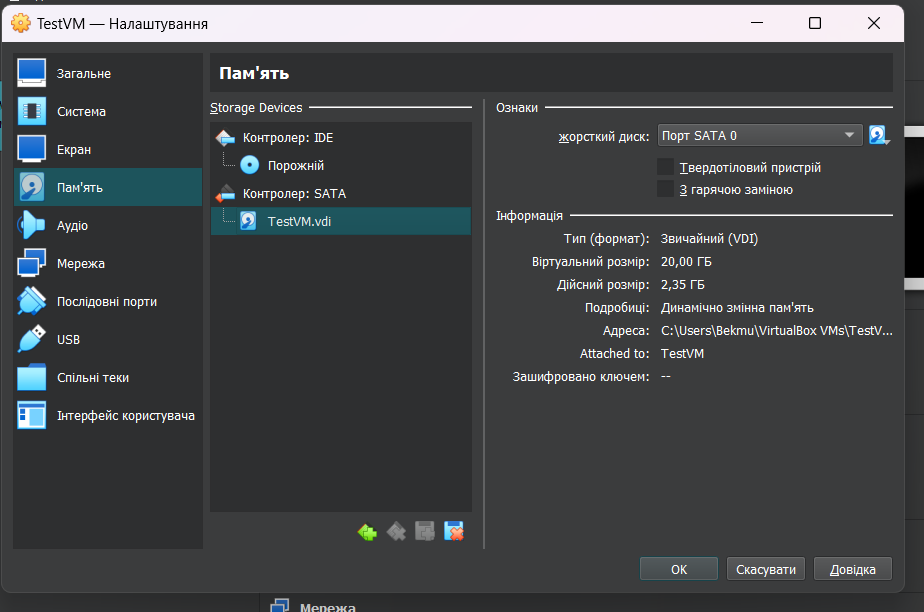 TestVM — Налаштування
Загальне
Система
Екран
Пам'ять
Аудіо
Мережа
Послідовні порти
USB
Спільні теки
Інтерфейс користувача
Пам'ять
Storage Devices
Контролер: IDE
Порожній
Контролер: SATA
TestVM.vdi
Ознаки
жорсткий диск: Порт SATA 0
Твердотіловий пристрій
З гарячою заміною
Інформація
Тип (формат): Звичайний (VDI)
Віртуальний розмір: 20,00 ГБ
Дійсний розмір: 2,35 ГБ
Подробиці: Динамічно змінна пам'ять
Адреса: C:\Users\Bekmu\VirtualBox VMs\TestV...
Attached to: TestVM
Зашифровано ключем: --
OK
Скасувати
Довідка
Мережа